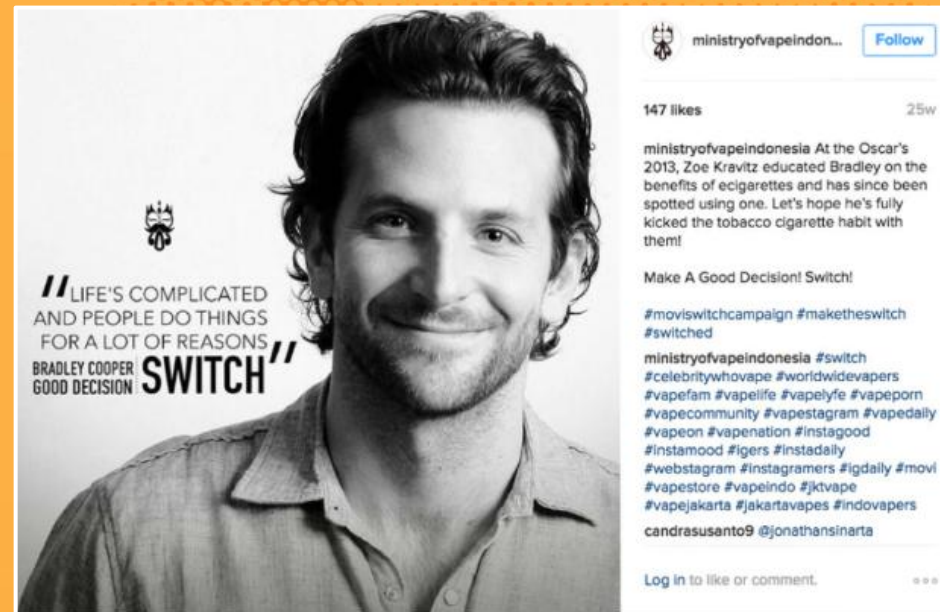 "LIFE'S COMPLICATED
AND PEOPLE DO THINGS
FOR A LOT OF REASONS
BRADLEY COOPER
GOOD DECISION
SWITCH"
ministryofvapeindon... Follow
147 likes 25w
ministryofvapeindonesia At the Oscar's
2013, Zoe Kravitz educated Bradley on the
benefits of ecigarettes and has since been
spotted using one. Let's hope he's fully
kicked the tobacco cigarette habit with
them!
Make A Good Decision! Switch!
#moviswitchcampaign #maketheswitch
#switched
ministryofvapeindonesia #switch
#celebritywhovape #worldwidevapers
#vapefam #vapelife #vapelyfe #vapeporn
#vapecommunity #vapestagram #vapedaily
#vapeon #vapenation #instagood
#instamood #igers #instadaily
#webstagram #instagramers #igdaily #movi
#vapestore #vapeindo #jktvape
#vapejakarta #jakartavapes #indovapers
candrasusanto9 @jonathansinarta
Log in to like or comment.